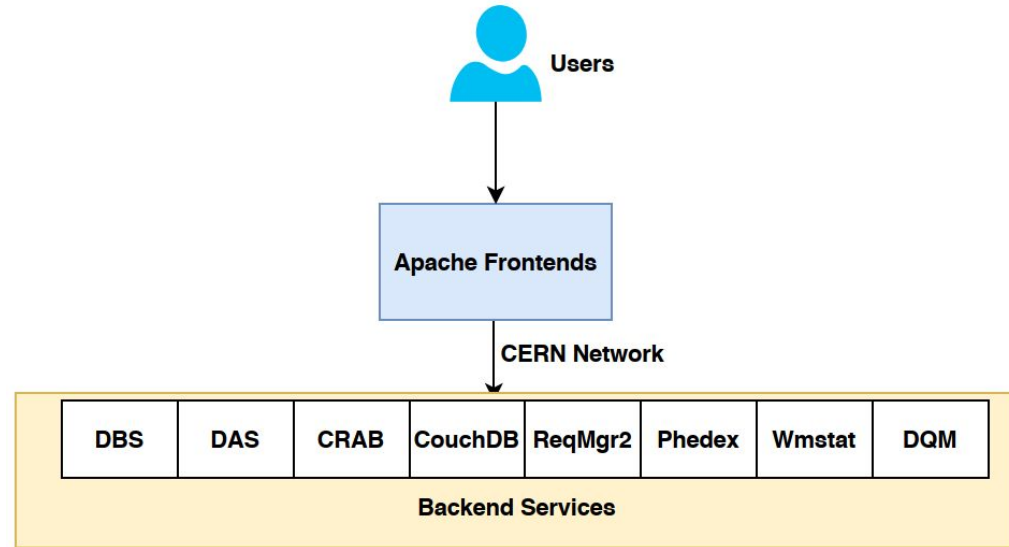 Users
Apache Frontends
CERN Network
DBS DAS CRAB CouchDB ReqMgr2 Phedex Wmstat DQM
Backend Services